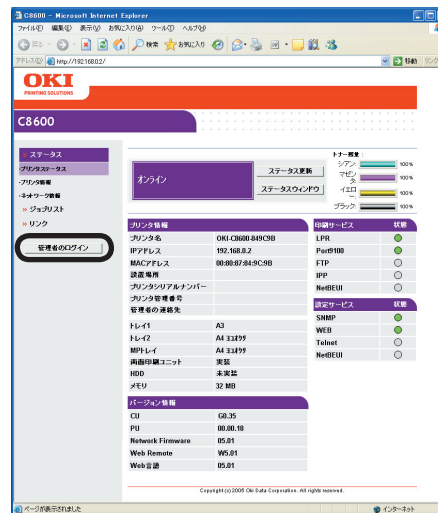 C8600 - Microsoft Internet Explorer
ファイル(F) 編集(E) 表示(V) お気に入り(A) ツール(T) ヘルプ(H)
検索 お気に入り
アドレス(D) http://192.168.0.2/ 移動 リンク
OKI
PRINTING SOLUTIONS
C8600
ステータス
プリンタステータス
プリンタ情報
ネットワーク情報
ジョブリスト
リンク
管理者のログイン
オンライン
ステータス更新
ステータスウィンドウ
トナー残量:
シアン: 100%
マゼンタ: 100%
イエロー: 100%
ブラック: 100%
プリンタ情報
プリンタ名 OKI-C8600-849C9B
IPアドレス 192.168.0.2
MACアドレス 00:80:87:84:9C:9B
設置場所
プリンタシリアルナンバー
プリンタ管理番号
管理者の連絡先
トレイ1 A3
トレイ2 A4 ヨコオクリ
MPトレイ A4 ヨコオクリ
両面印刷ユニット 実装
HDD 未実装
メモリ 32 MB
バージョン情報
CU G0.35
PU 00.00.18
Network Firmware 05.01
Web Remote W5.01
Web言語 05.01
印刷サービス 状態
LPR
Port9100
FTP
IPP
NetBEUI
設定サービス 状態
SNMP
WEB
Telnet
NetBEUI
Copyright(c) 2005 Oki Data Corporation. All rights reserved.
ページが表示されました インターネット